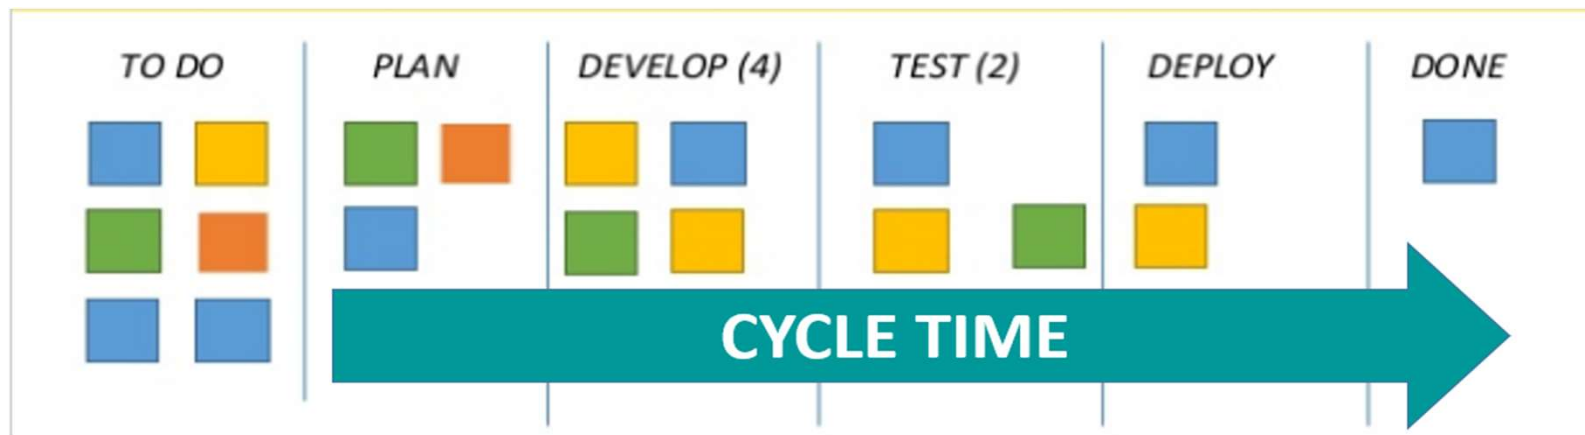 TO DO
PLAN
DEVELOP (4)
TEST (2)
DEPLOY
DONE
CYCLE TIME